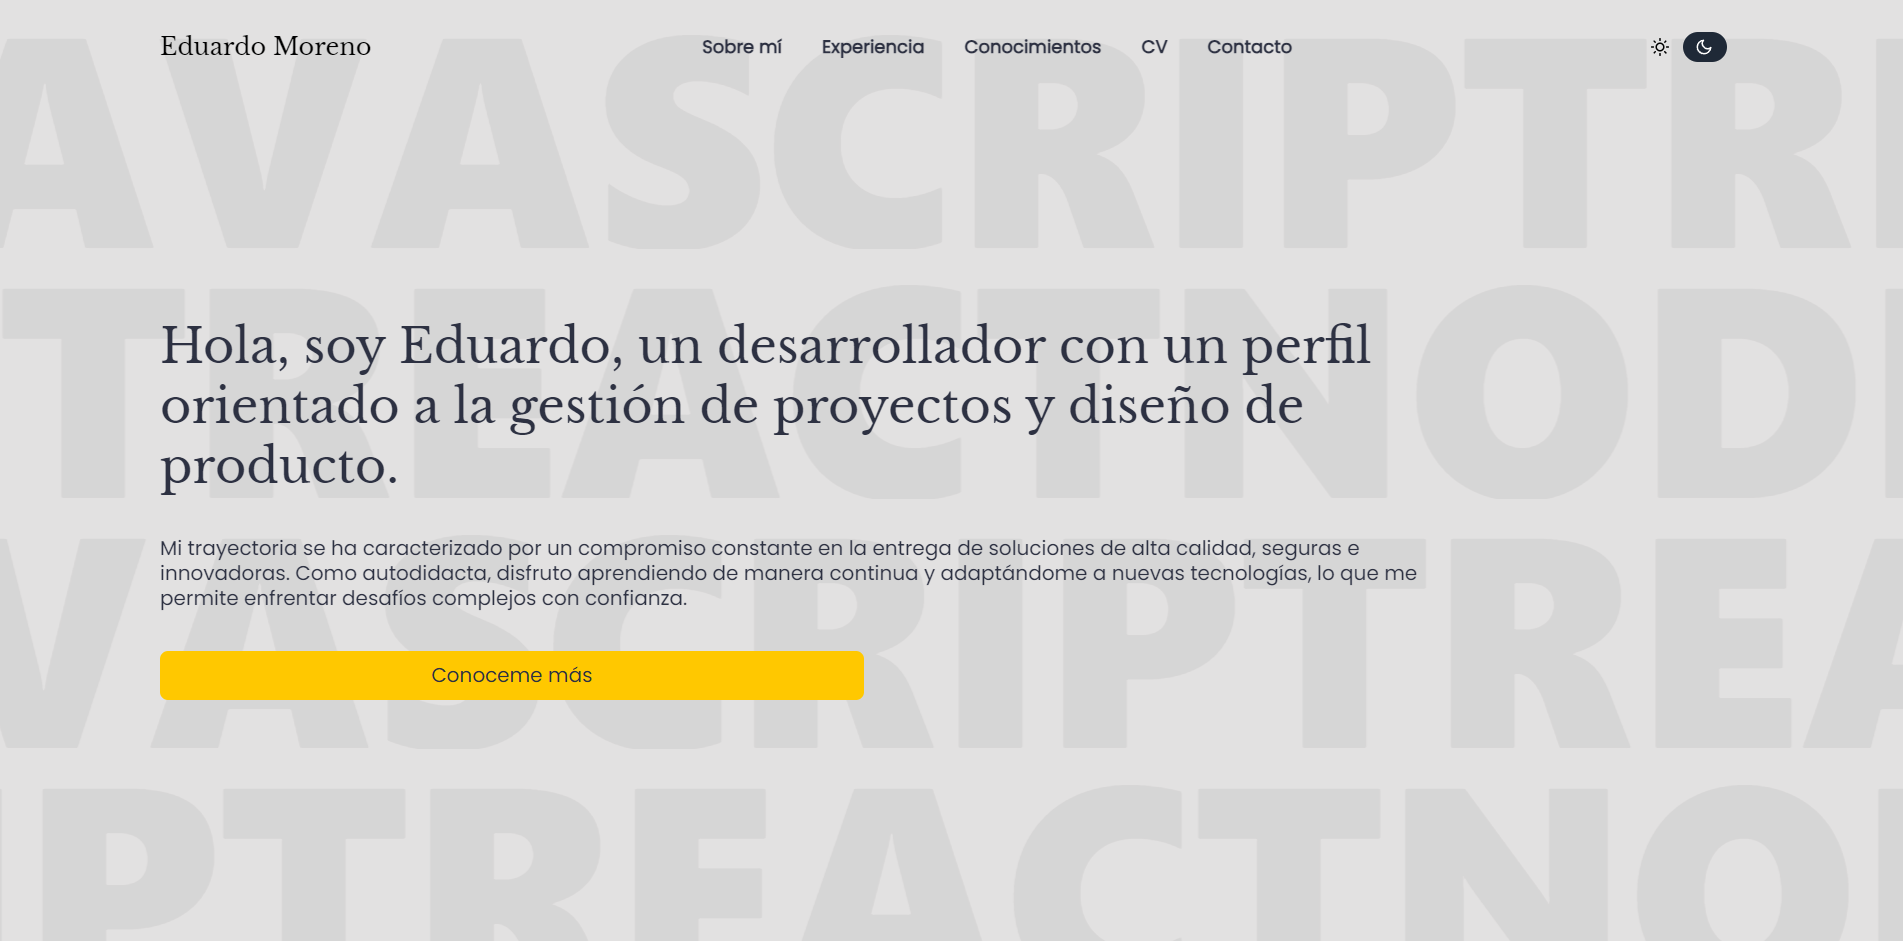 Eduardo Moreno
Sobre mí
Experiencia
Conocimientos
CV
Contacto
AVASCRIPTRE
Hola, soy Eduardo, un desarrollador con un perfil
orientado a la gestión de proyectos y diseño de
producto.
TREACTNODE
Mi trayectoria se ha caracterizado por un compromiso constante en la entrega de soluciones de alta calidad, seguras e
innovadoras. Como autodidacta, disfruto aprendiendo de manera continua y adaptándome a nuevas tecnologías, lo que me
permite enfrentar desafíos complejos con confianza.
VASCRIPTREA
Conoceme más
IPTREACTNOD